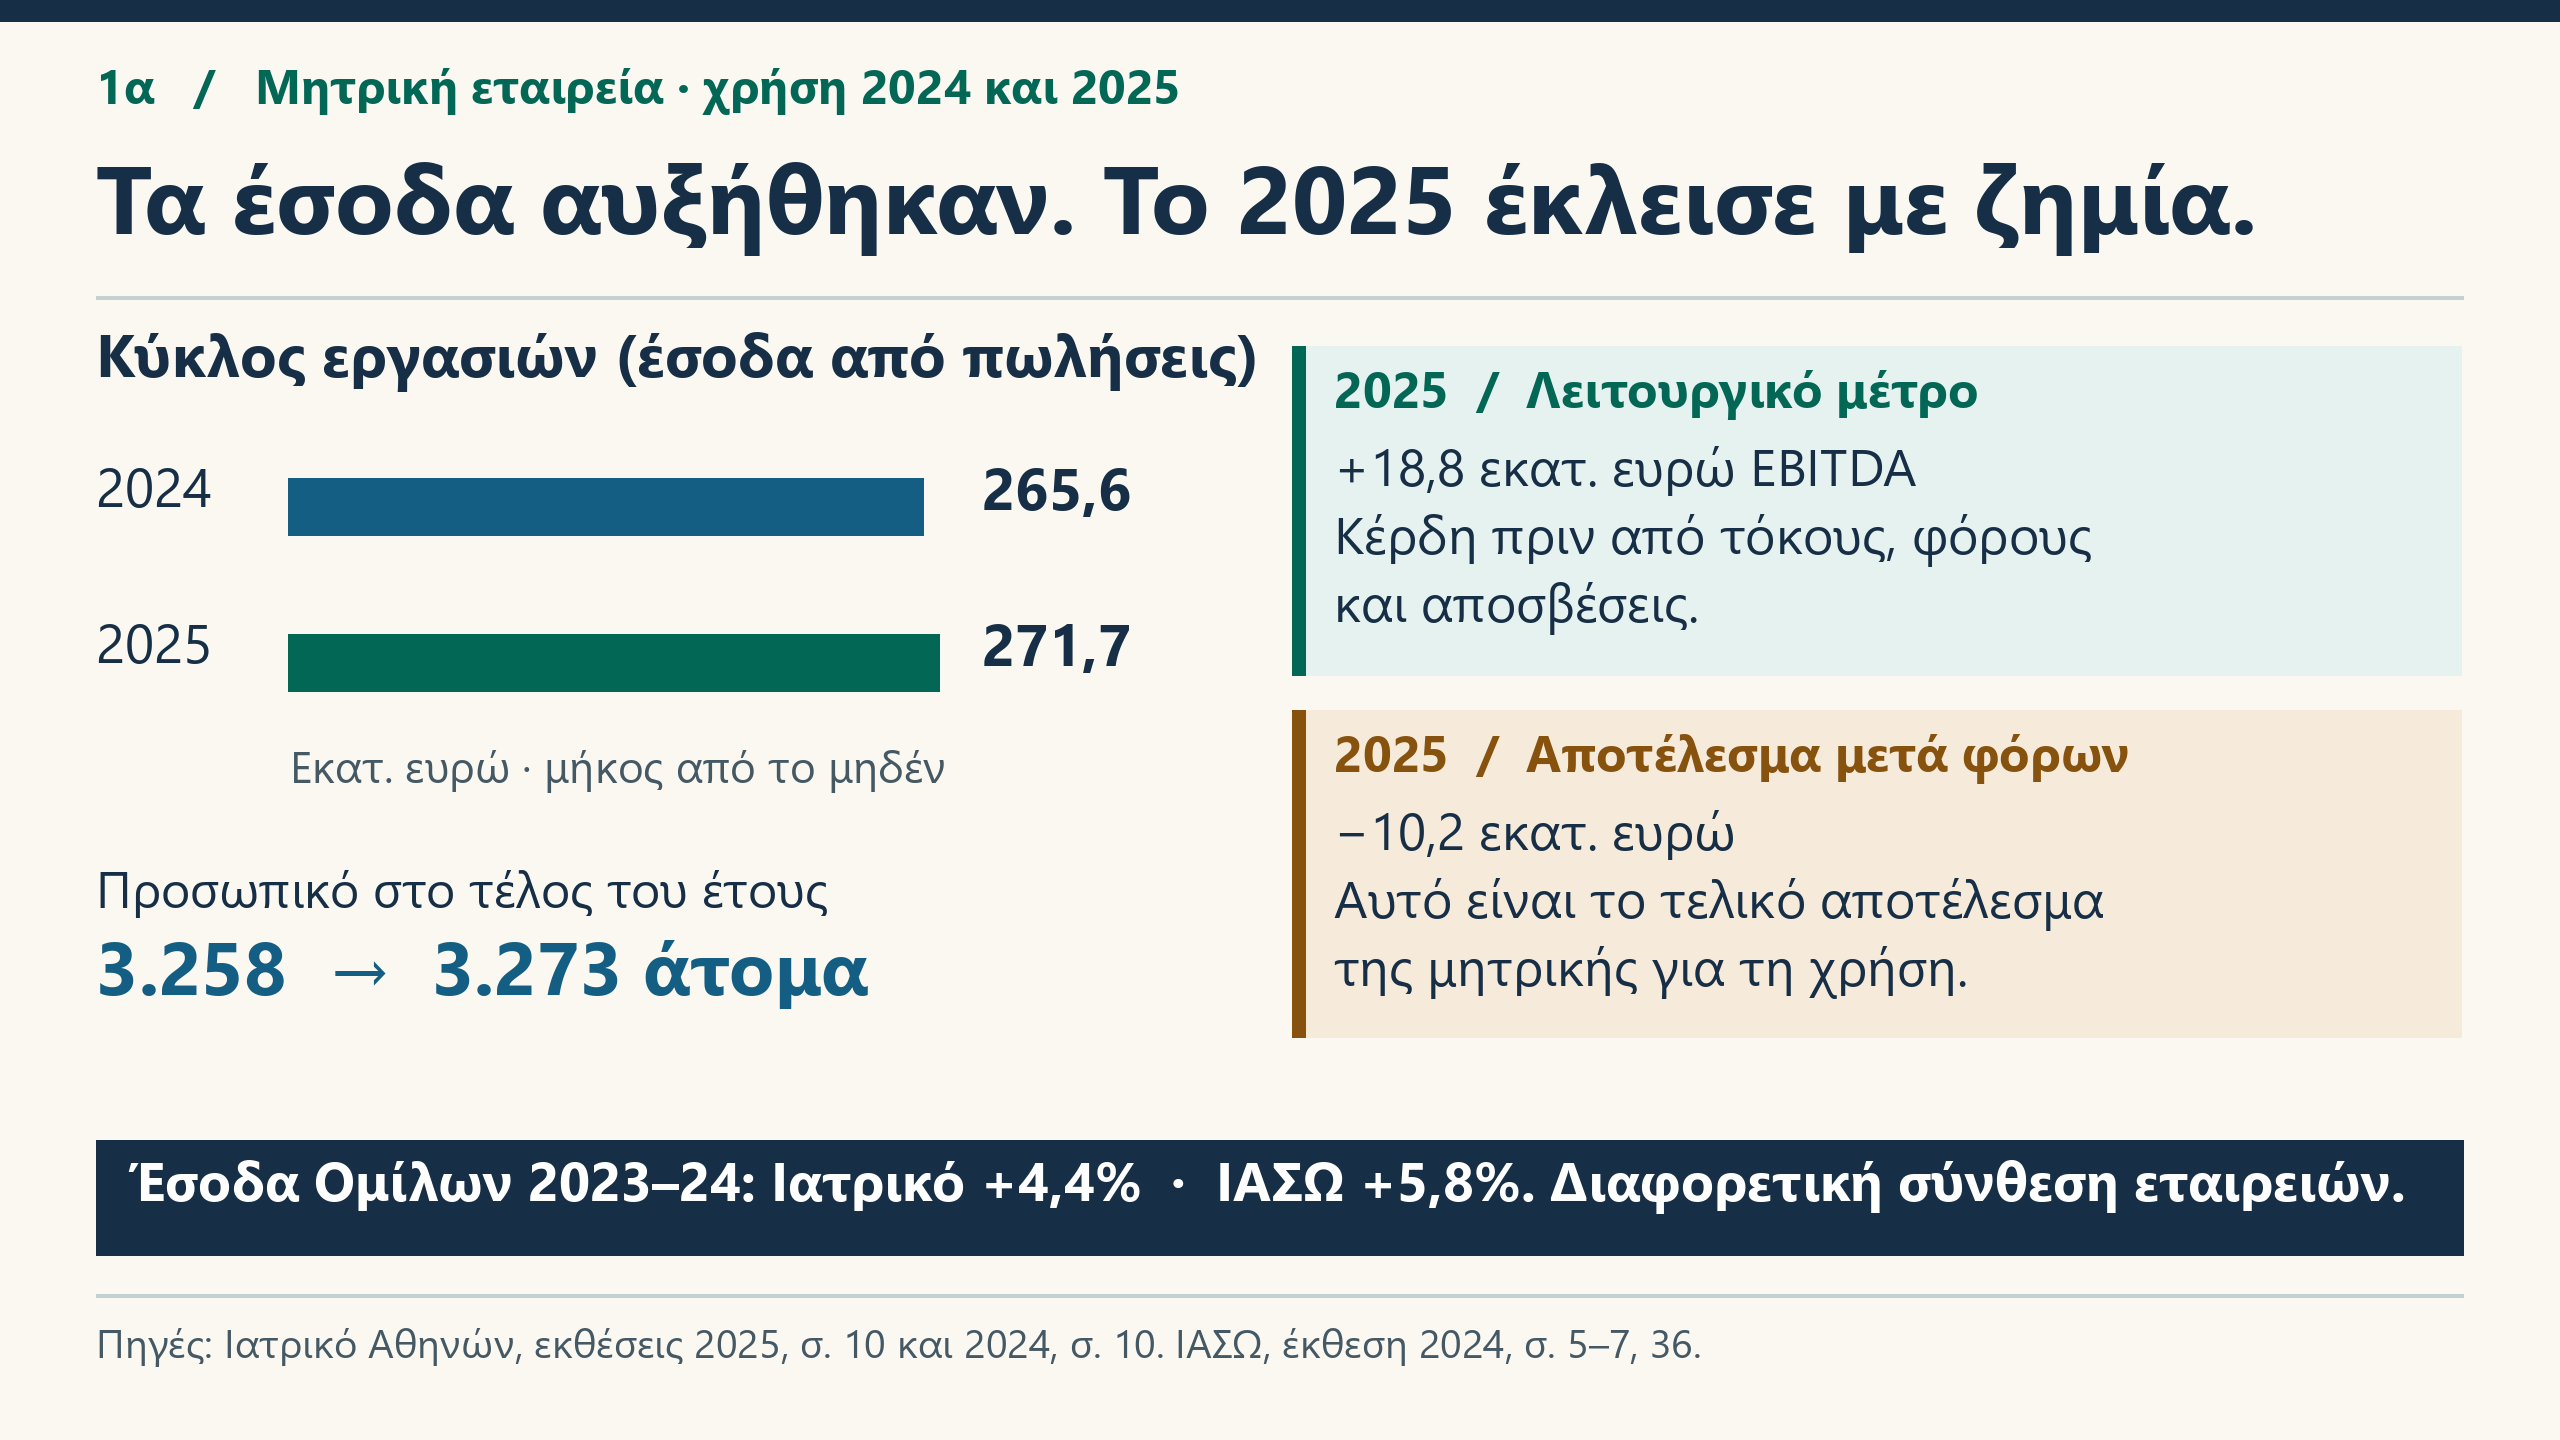 1α / Μητρική εταιρεία · χρήση 2024 και 2025
Τα έσοδα αυξήθηκαν. Το 2025 έκλεισε με ζημία.
Κύκλος εργασιών (έσοδα από πωλήσεις)
2024 265,6
2025 271,7
Εκατ. ευρώ · μήκος από το μηδέν
Προσωπικό στο τέλος του έτους
3.258 → 3.273 άτομα
2025 / Λειτουργικό μέτρο
+18,8 εκατ. ευρώ EBITDA
Κέρδη πριν από τόκους, φόρους
και αποσβέσεις.
2025 / Αποτέλεσμα μετά φόρων
−10,2 εκατ. ευρώ
Αυτό είναι το τελικό αποτέλεσμα
της μητρικής για τη χρήση.
Έσοδα Ομίλων 2023–24: Ιατρικό +4,4% · ΙΑΣΩ +5,8%. Διαφορετική σύνθεση εταιρειών.
Πηγές: Ιατρικό Αθηνών, εκθέσεις 2025, σ. 10 και 2024, σ. 10. ΙΑΣΩ, έκθεση 2024, σ. 5–7, 36.